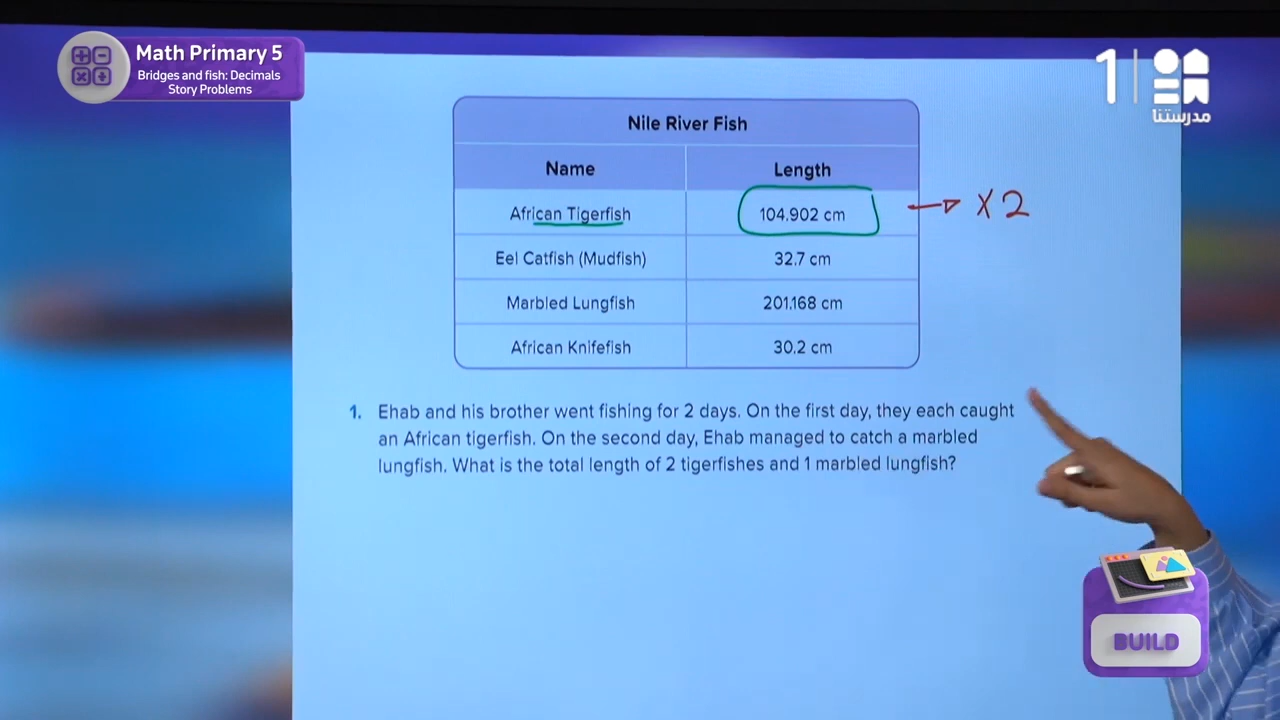 Math Primary 5
Bridges and fish: Decimals
Story Problems
1
مدرستنا
Nile River Fish
Name Length
African Tigerfish 104.902 cm → X2
Eel Catfish (Mudfish) 32.7 cm
Marbled Lungfish 201.168 cm
African Knifefish 30.2 cm
1. Ehab and his brother went fishing for 2 days. On the first day, they each caught
an African tigerfish. On the second day, Ehab managed to catch a marbled
lungfish. What is the total length of 2 tigerfishes and 1 marbled lungfish?
BUILD